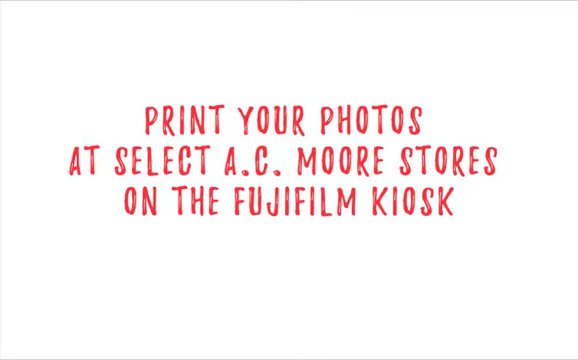 PRINT YOUR PHOTOS
AT SELECT A.C. MOORE STORES
ON THE FUJIFILM KIOSK